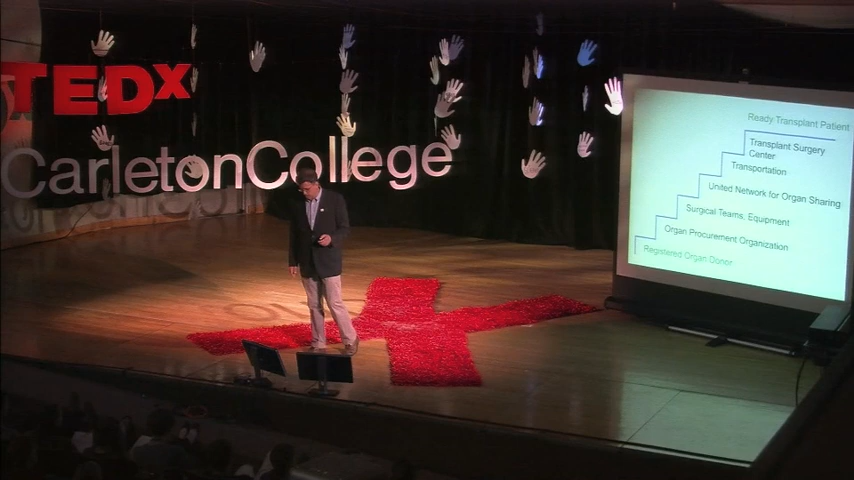 TEDx
CarletonCollege
Ready Transplant Patient
Transplant Surgery
Center
Transportation
United Network for Organ Sharing
Surgical Teams, Equipment
Organ Procurement Organization
Registered Organ Donor